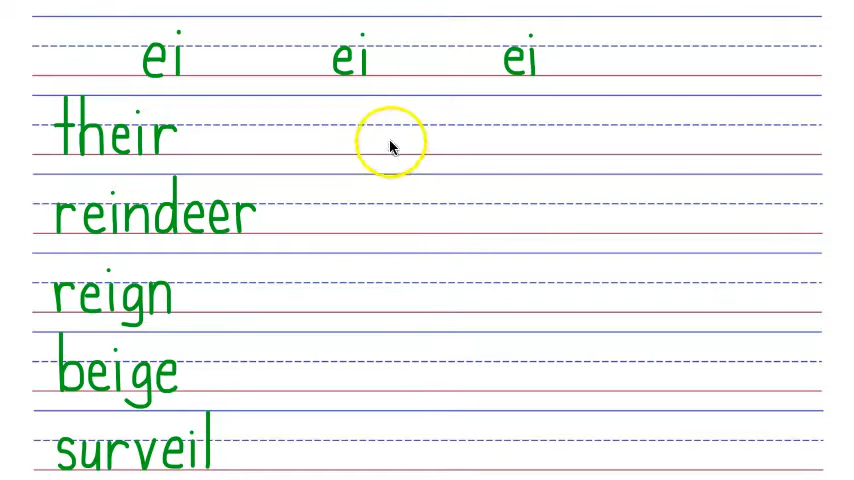 ei ei ei
their
reindeer
reign
beige
surveil